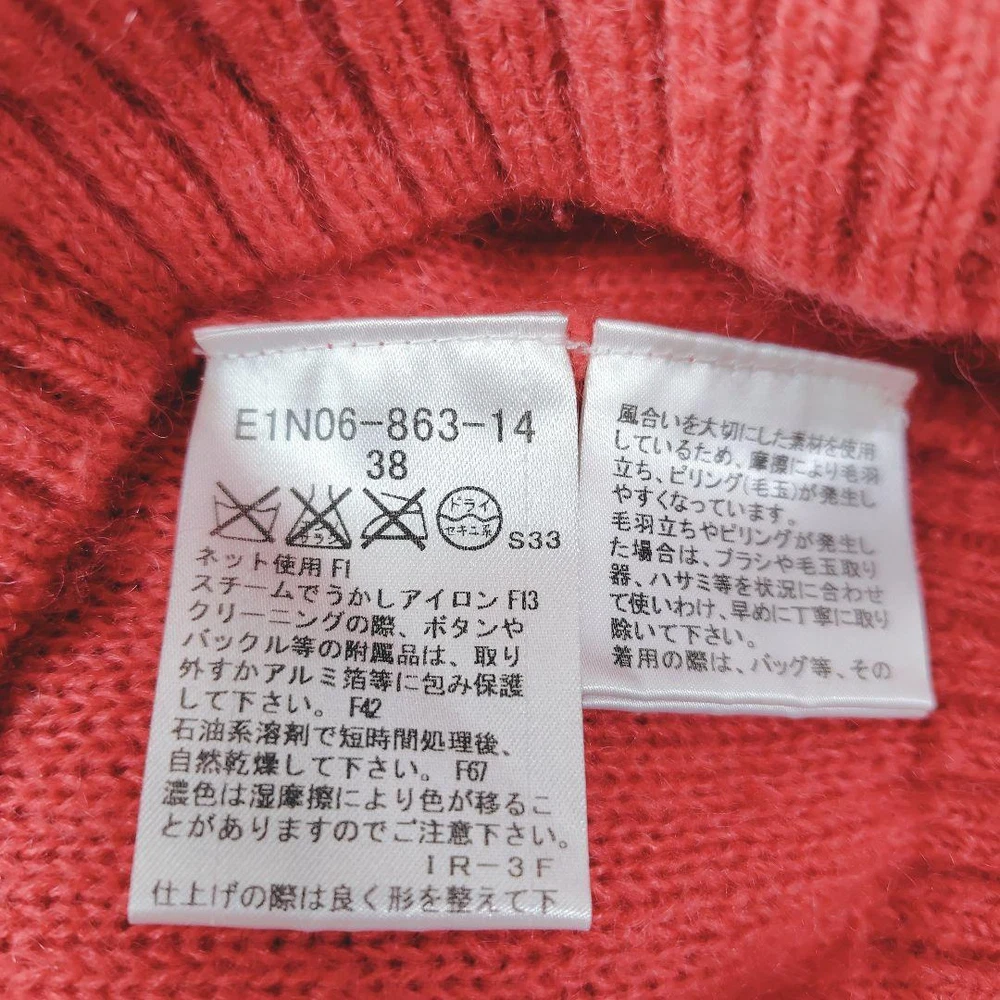 E1N06-863-14
38
ドライ
セキユ系
S33
ネット使用 F1
スチームでうかしアイロン F13
クリーニングの際、ボタンや
バックル等の附属品は、取り
外すかアルミ箔等に包み保護
して下さい。 F42
石油系溶剤で短時間処理後、
自然乾燥して下さい。 F67
濃色は湿摩擦により色が移るこ
とがありますのでご注意下さい。
IR-3F
仕上げの際は良く形を整えて下
風合いを大切にした素材を使用
しているため、摩擦により毛羽
立ち、ピリング(毛玉)が発生し
やすくなっています。
毛羽立ちやピリングが発生し
た場合は、ブラシや毛玉取り
器、ハサミ等を状況に合わせ
て使いわけ、早めに丁寧に取り
除いて下さい。
着用の際は、バッグ等、その